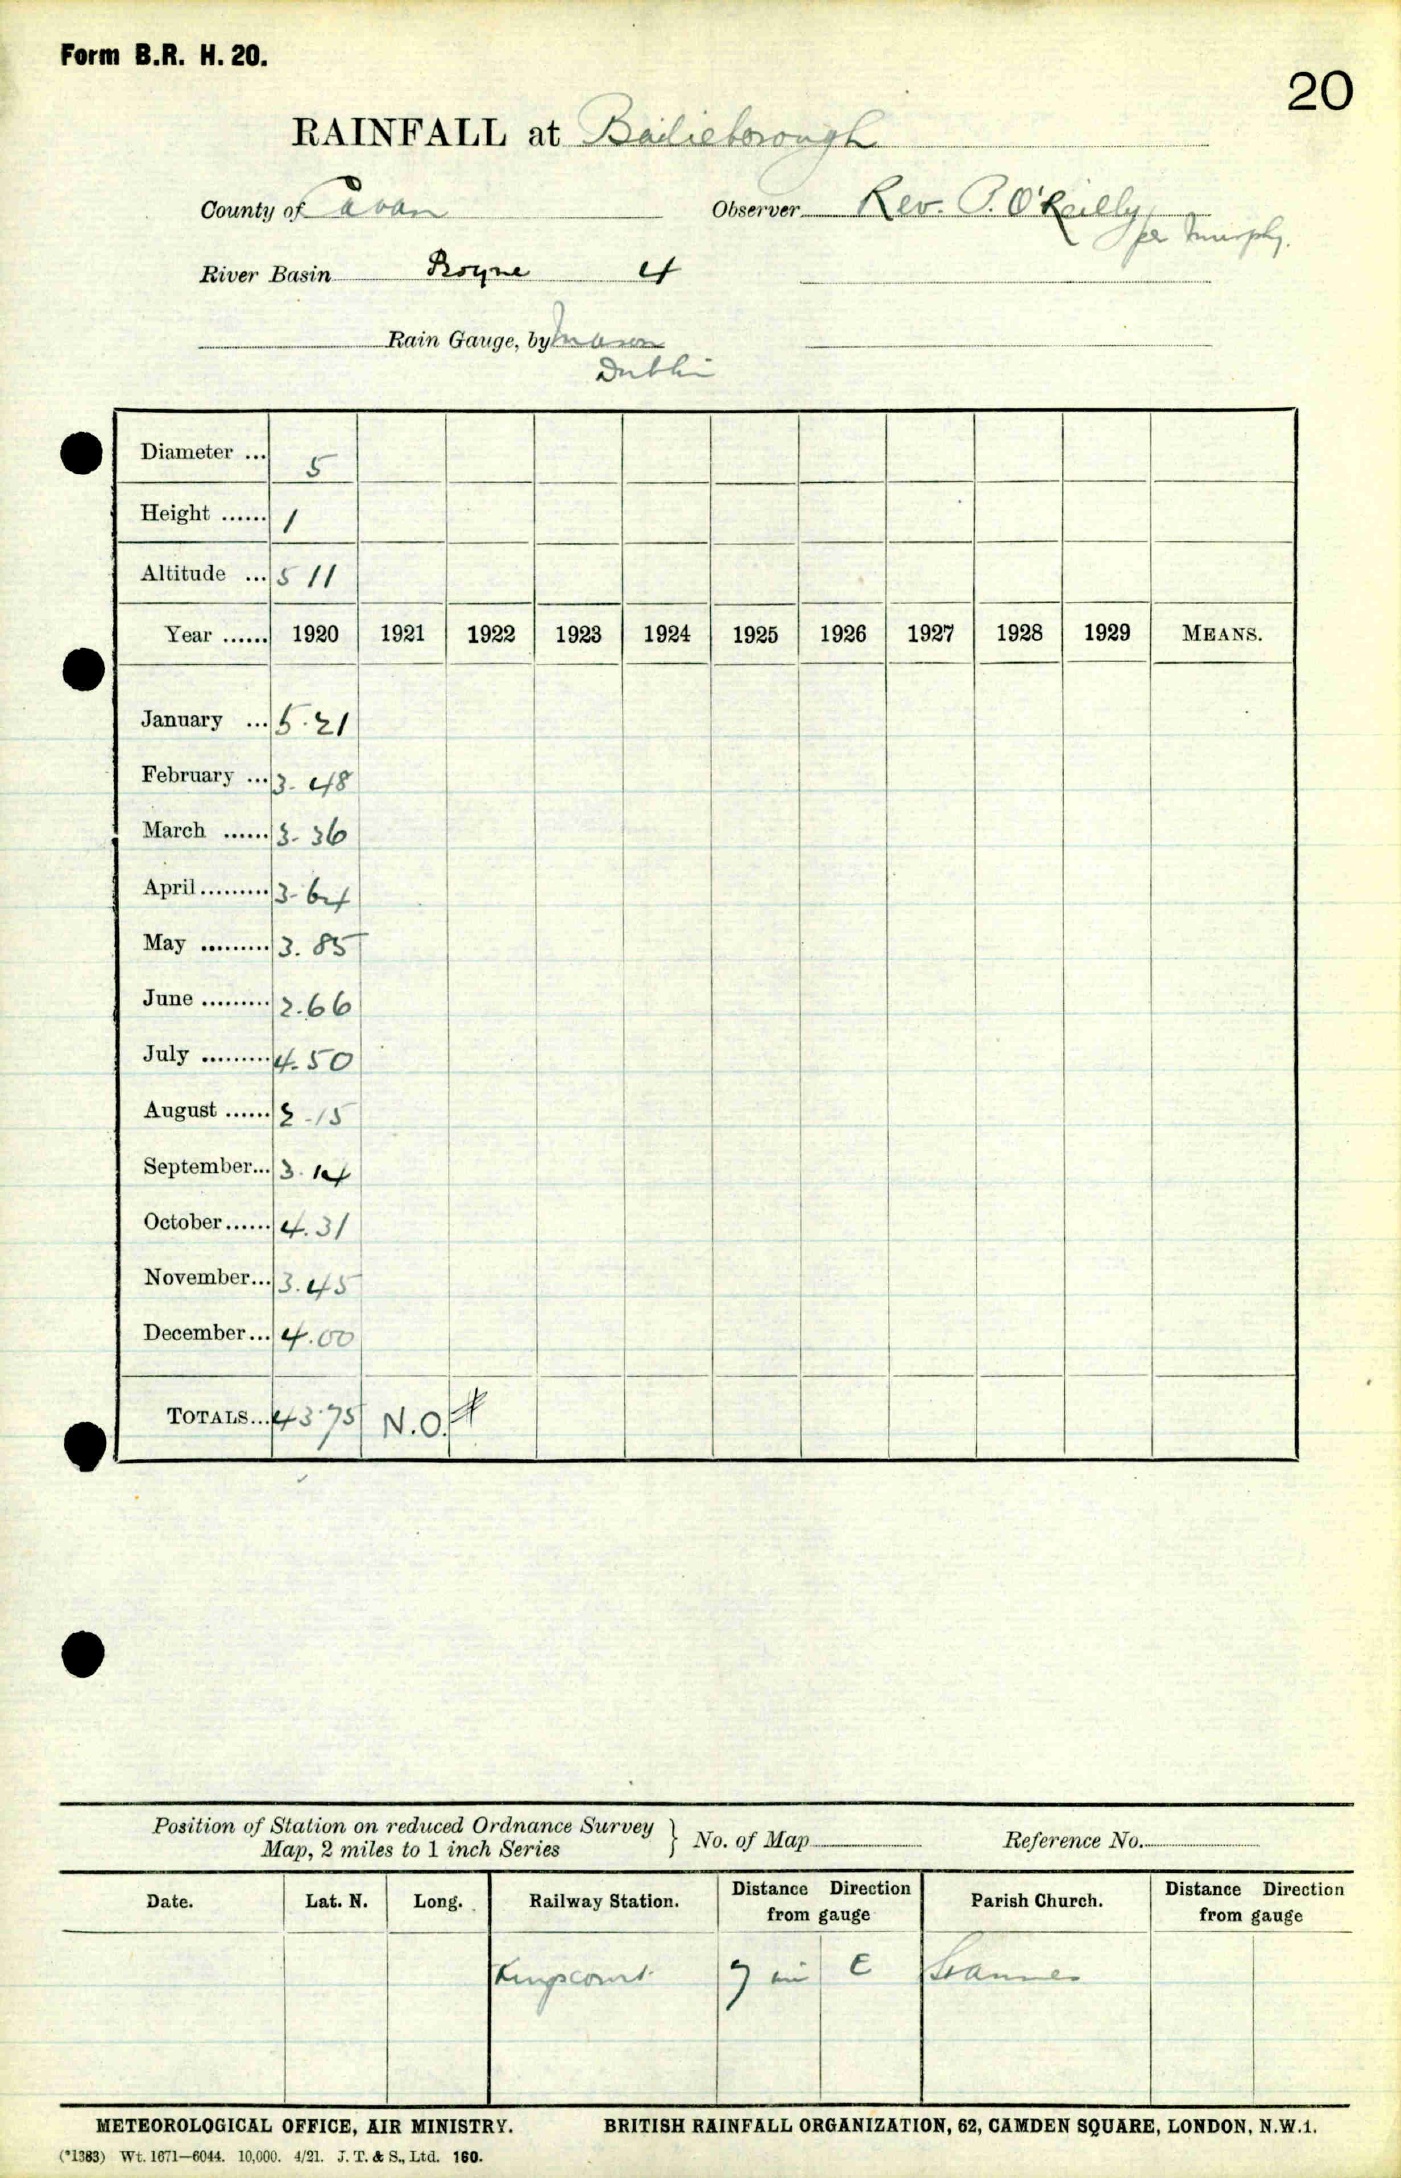 Form B.R. H. 20.
20
RAINFALL at Bailieborough
County of Cavan Observer Rev. P. O'Reilly
per Murphy.
River Basin Boyne 4
Rain Gauge, by Mason
Dublin
Diameter ... 5
Height ...... 1
Altitude ... 511
Year ...... 1920 1921 1922 1923 1924 1925 1926 1927 1928 1929 MEANS.
January ... 5.21
February ... 3.48
March ...... 3.36
April ......... 3.64
May ......... 3.85
June ......... 2.66
July ......... 4.50
August ...... 2.15
September... 3.14
October ...... 4.31
November... 3.45
December... 4.00
TOTALS... 43.75 N.O. #
Position of Station on reduced Ordnance Survey
Map, 2 miles to 1 inch Series } No. of Map Reference No.
Date. Lat. N. Long. Railway Station. Distance Direction from gauge Parish Church. Distance Direction from gauge
Kingscourt 7 mi E
METEOROLOGICAL OFFICE, AIR MINISTRY. BRITISH RAINFALL ORGANIZATION, 62, CAMDEN SQUARE, LONDON, N.W.1.
(*1383) Wt. 1671—6044. 10,000. 4/21. J. T. & S., Ltd. 160.